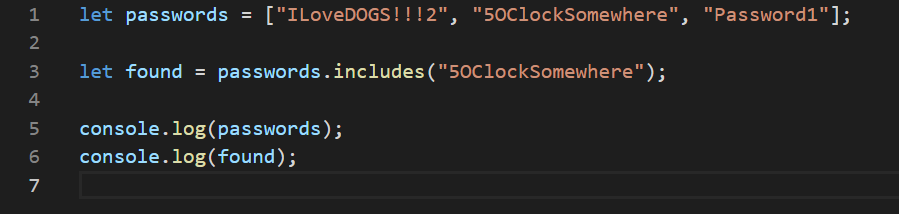 1 let passwords = ["ILoveDOGS!!!2", "5OClockSomewhere", "Password1"];
2
3 let found = passwords.includes("5OClockSomewhere");
4
5 console.log(passwords);
6 console.log(found);
7